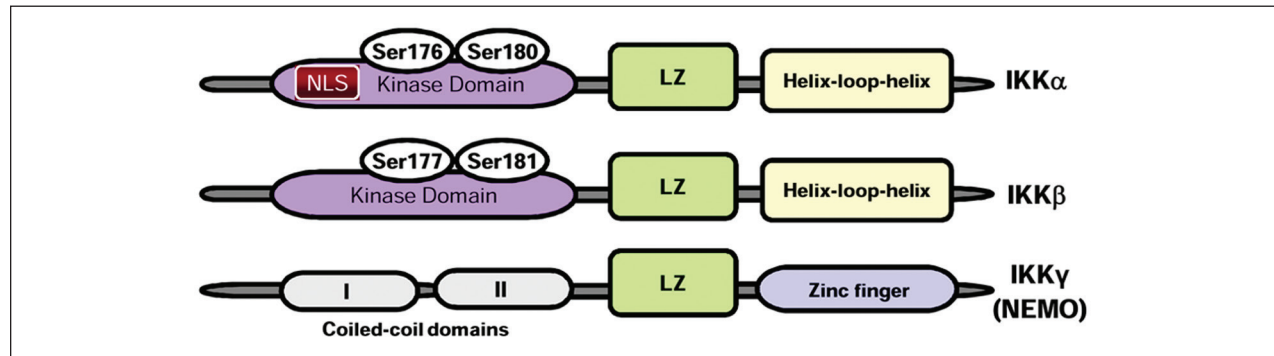 Ser176 Ser180
NLS Kinase Domain LZ Helix-loop-helix IKKα
Ser177 Ser181
Kinase Domain LZ Helix-loop-helix IKKβ
I II LZ Zinc finger IKKγ
(NEMO)
Coiled-coil domains